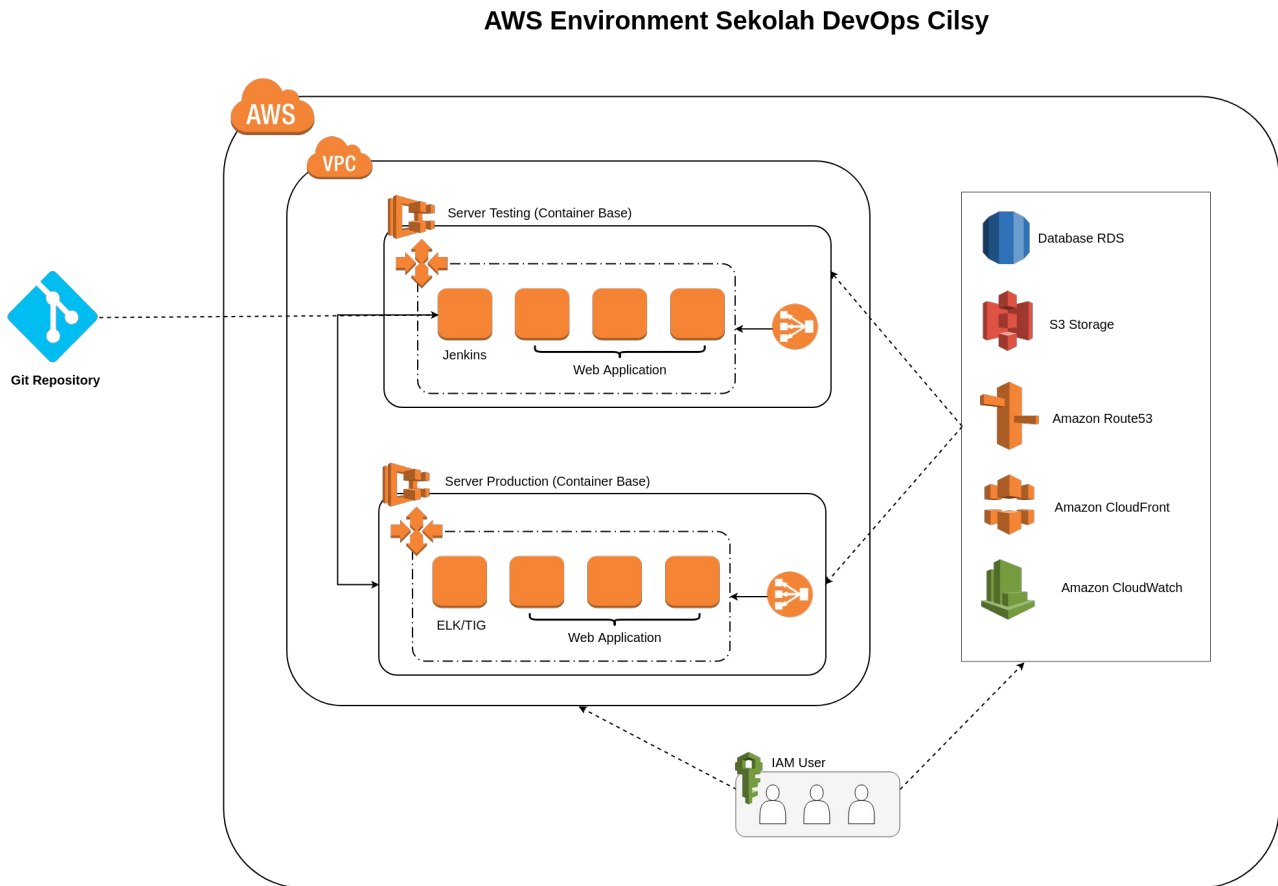 AWS Environment Sekolah DevOps Cilsy
AWS
VPC
Server Testing (Container Base)
Database RDS
S3 Storage
Jenkins
Web Application
Git Repository
Amazon Route53
Server Production (Container Base)
Amazon CloudFront
Amazon CloudWatch
ELK/TIG
Web Application
IAM User